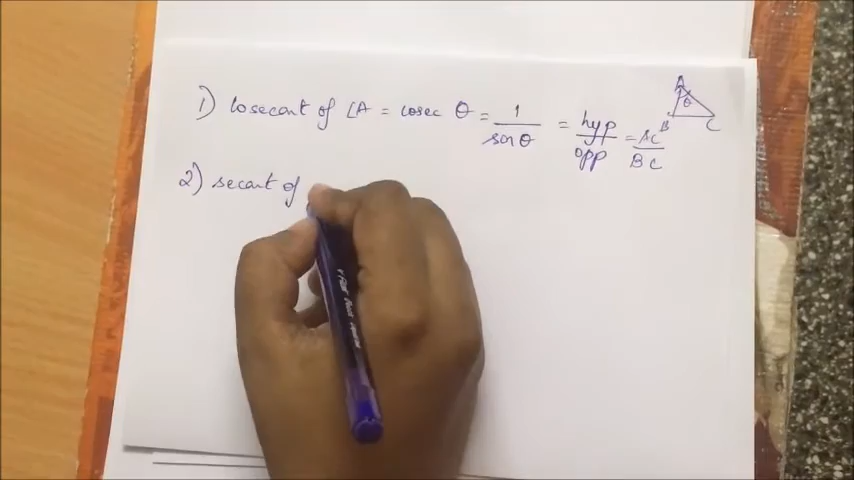 1) Cosecant of ∠A = Cosec θ = 1/sin θ = hyp/opp = AC/BC
A
θ
B
C
2) secant of